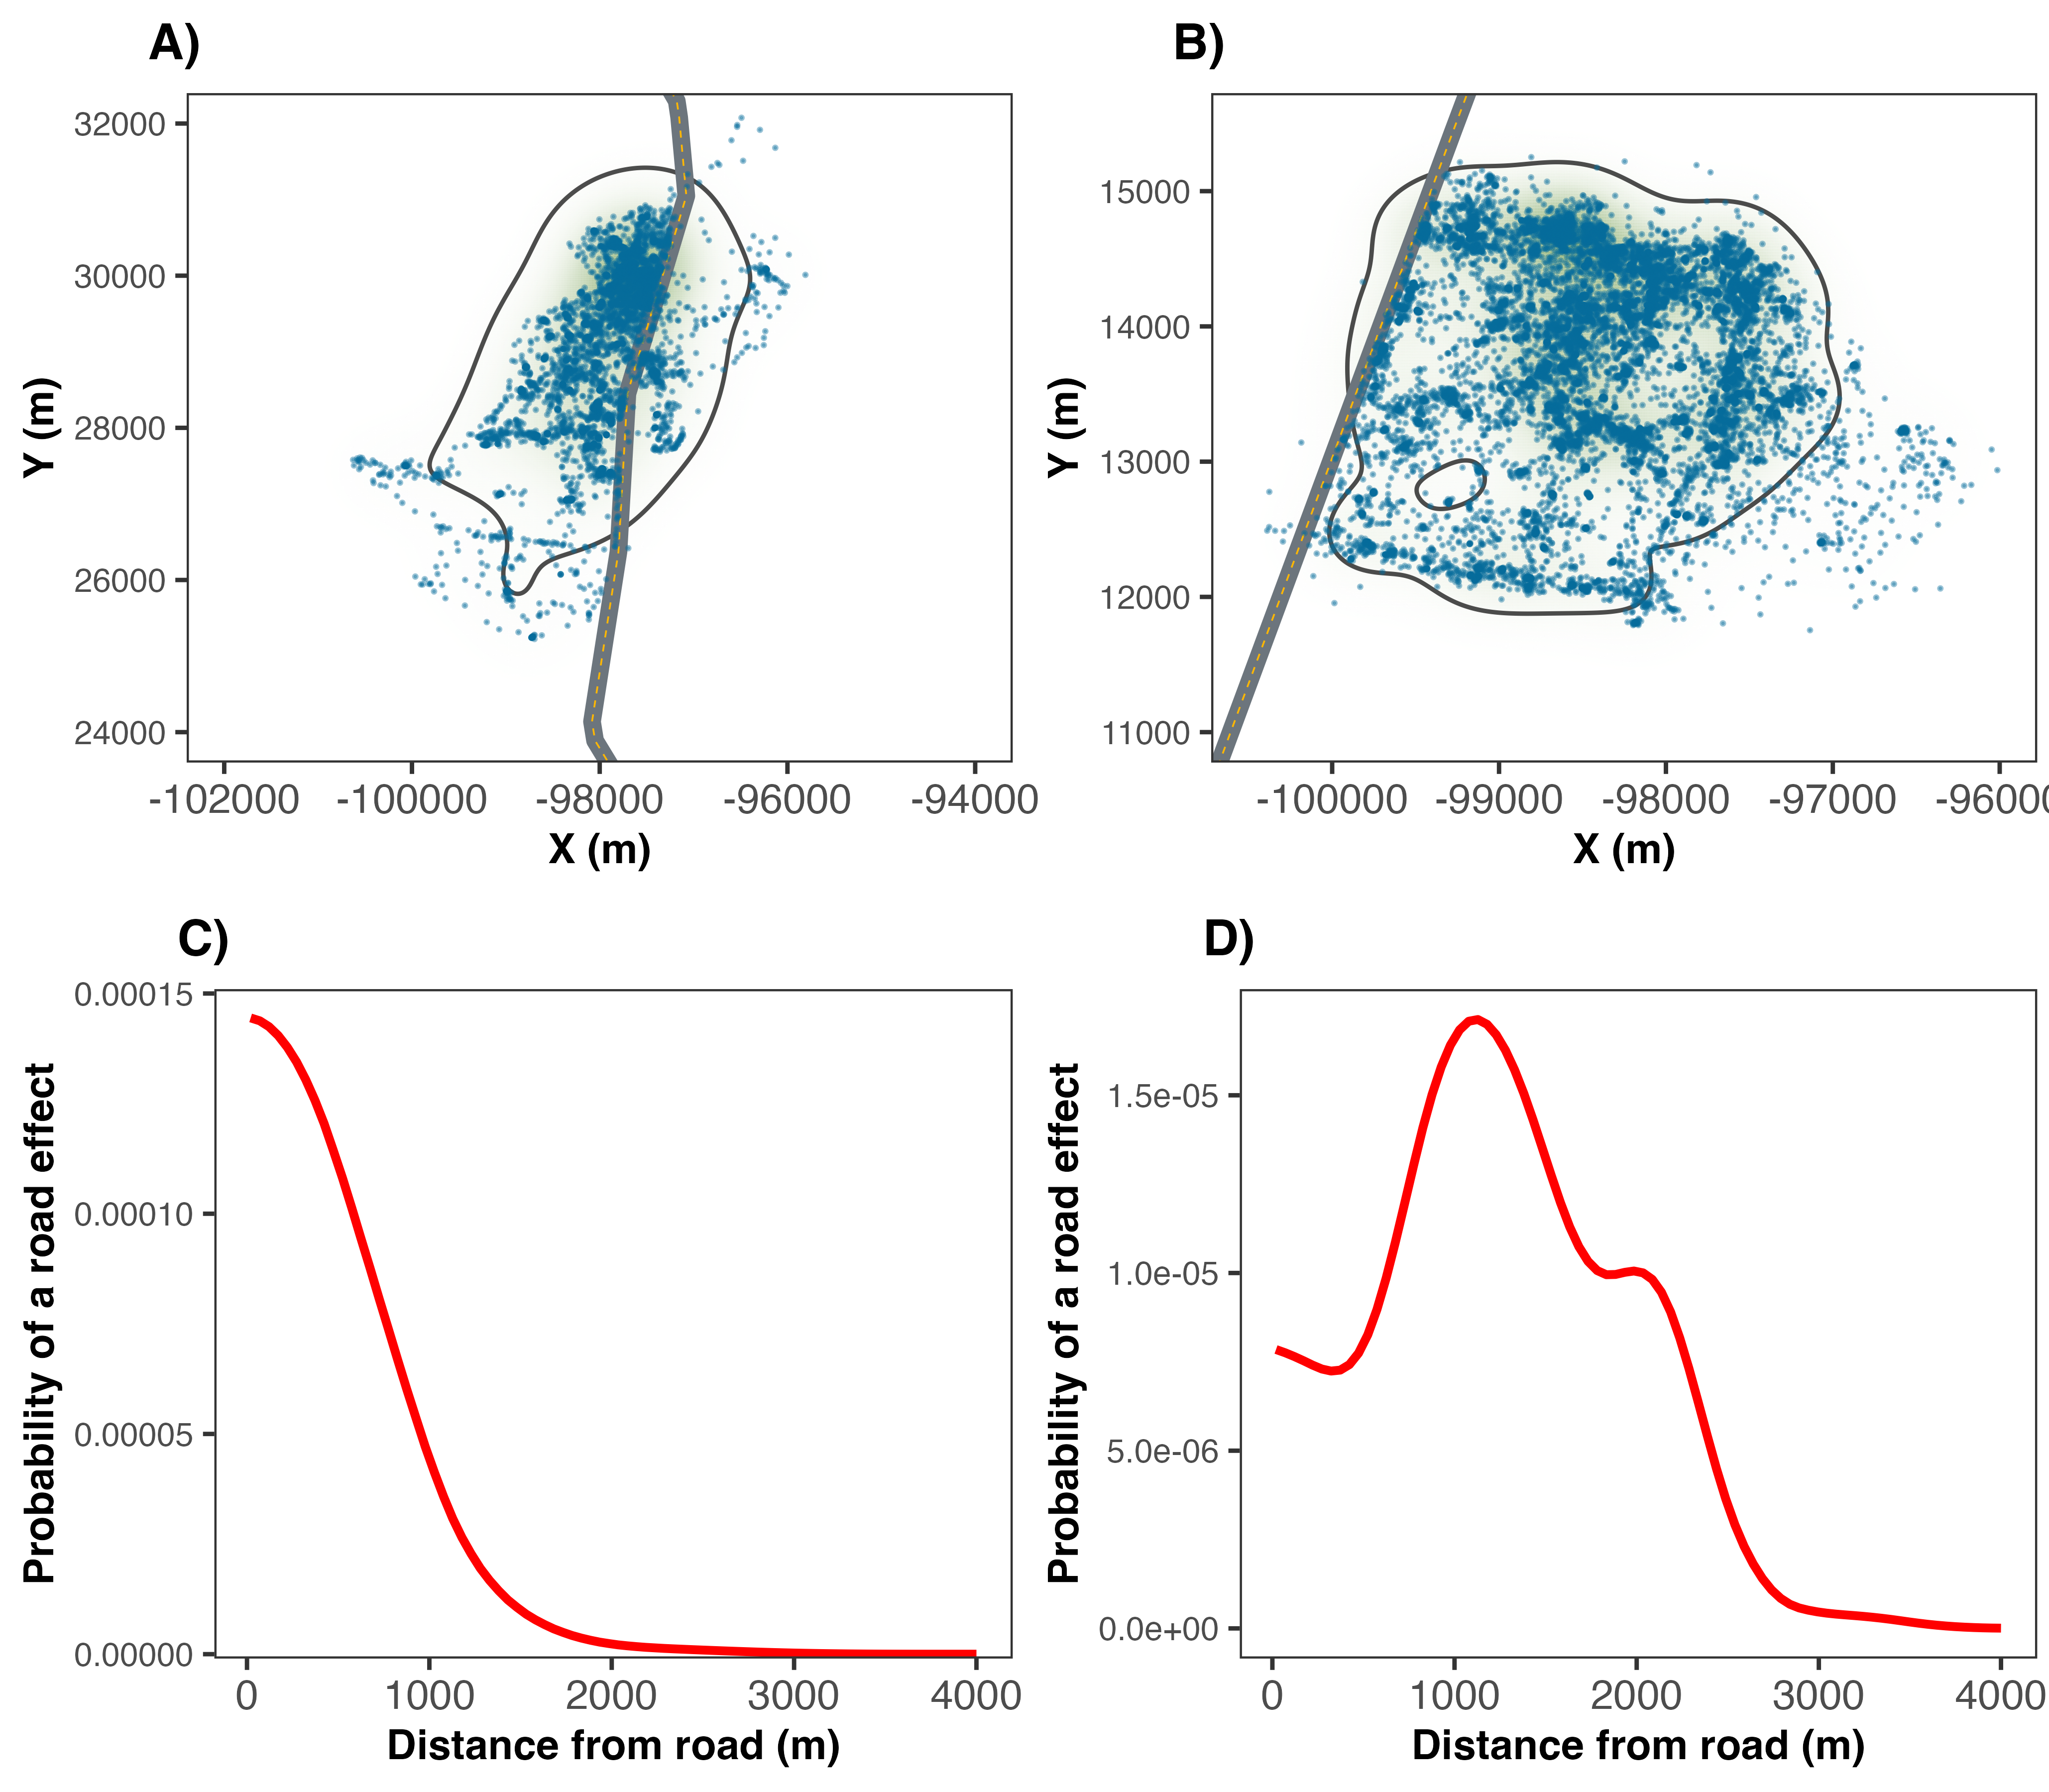 A)
B)
Y (m)
32000
30000
28000
26000
24000
-102000 -100000 -98000 -96000 -94000
X (m)
Y (m)
15000
14000
13000
12000
11000
-100000 -99000 -98000 -97000 -96000
X (m)
C)
D)
Probability of a road effect
0.00015
0.00010
0.00005
0.00000
0 1000 2000 3000 4000
Distance from road (m)
Probability of a road effect
1.5e-05
1.0e-05
5.0e-06
0.0e+00
0 1000 2000 3000 4000
Distance from road (m)